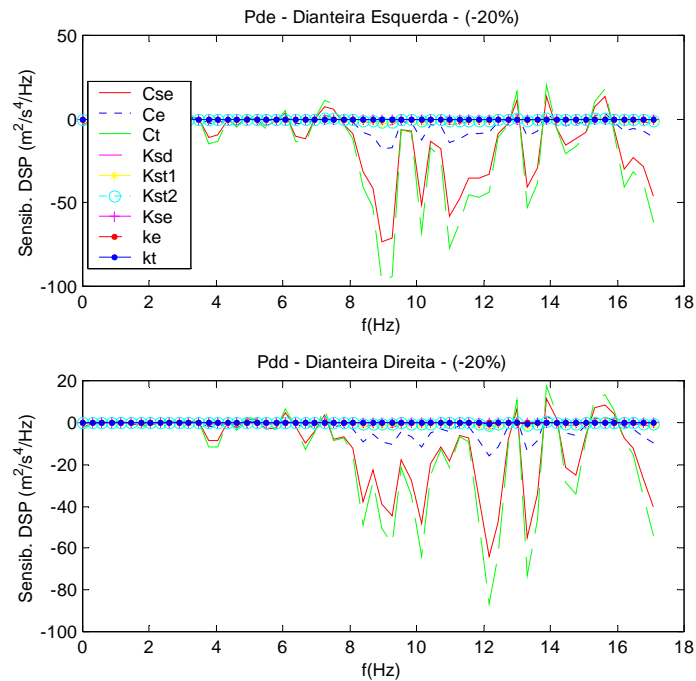 Pde - Dianteira Esquerda - (-20%)
Sensib. DSP (m²/s⁴/Hz)
50
0
-50
-100
Cse
Ce
Ct
Ksd
Kst1
Kst2
Kse
ke
kt
0 2 4 6 8 10 12 14 16 18
f(Hz)
Pdd - Dianteira Direita - (-20%)
Sensib. DSP (m²/s⁴/Hz)
20
0
-20
-40
-60
-80
-100
0 2 4 6 8 10 12 14 16 18
f(Hz)